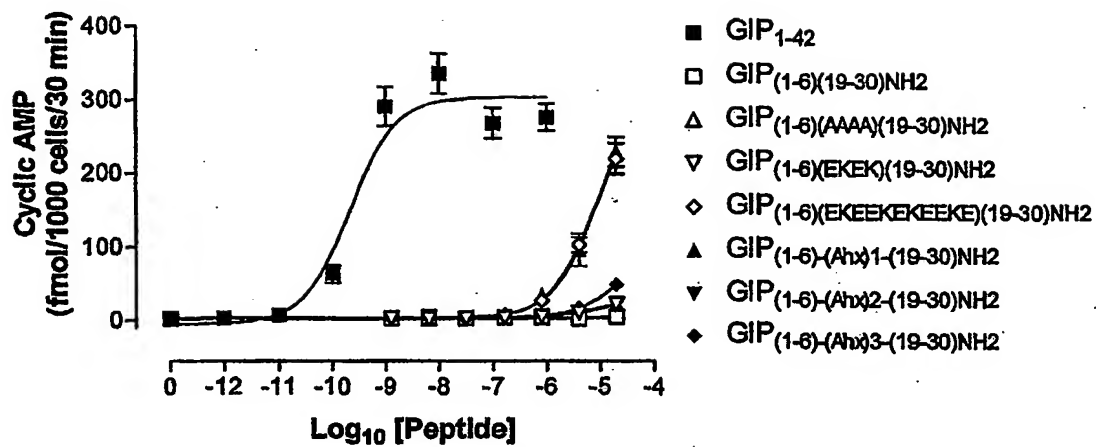 400
300
200
100
0
Cyclic AMP
(fmol/1000 cells/30 min)
0 -12 -11 -10 -9 -8 -7 -6 -5 -4
Log10 [Peptide]
GIP1-42
GIP(1-6)(19-30)NH2
GIP(1-6)(AAAA)(19-30)NH2
GIP(1-6)(EKEK)(19-30)NH2
GIP(1-6)(EKEEKEKEEKE)(19-30)NH2
GIP(1-6)-(Ahx)1-(19-30)NH2
GIP(1-6)-(Ahx)2-(19-30)NH2
GIP(1-6)-(Ahx)3-(19-30)NH2